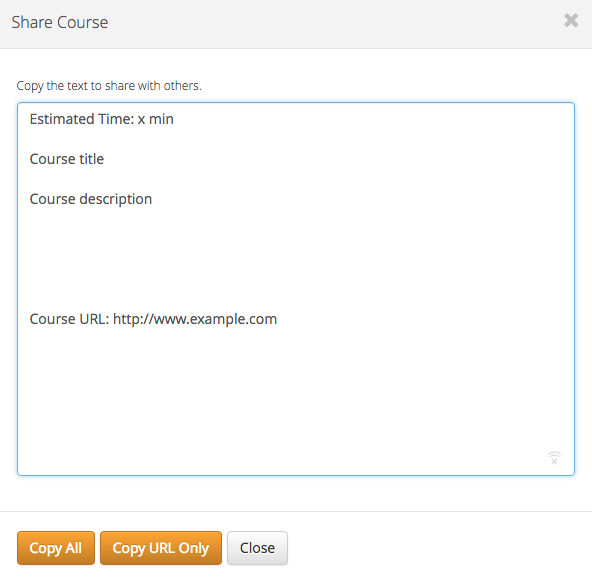 Share Course
Copy the text to share with others.
Estimated Time: x min
Course title
Course description
Course URL: http://www.example.com
Copy All
Copy URL Only
Close